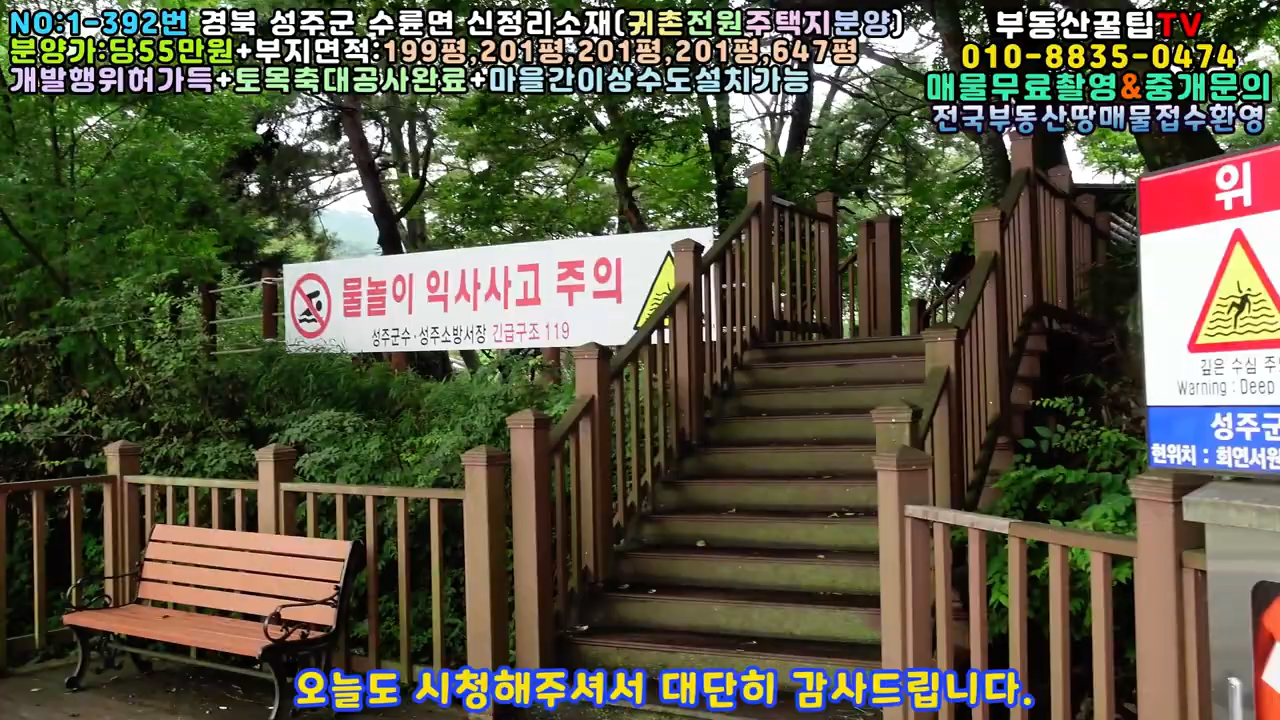 NO:1-392번 경북 성주군 수륜면 신정리소재(귀촌전원주택지분양)
분양가:당55만원+부지면적:199평,201평,201평,201평,647평
개발행위허가득+토목축대공사완료+마을간이상수도설치가능
부동산꿀팁TV
010-8835-0474
매물무료촬영&중개문의
전국부동산땅매물접수환영
물놀이 익사사고 주의
성주군수·성주소방서장 긴급구조 119
위
깊은 수심 주
Warning : Deep
성주군
현위치 : 회연서원
오늘도 시청해주셔서 대단히 감사드립니다.